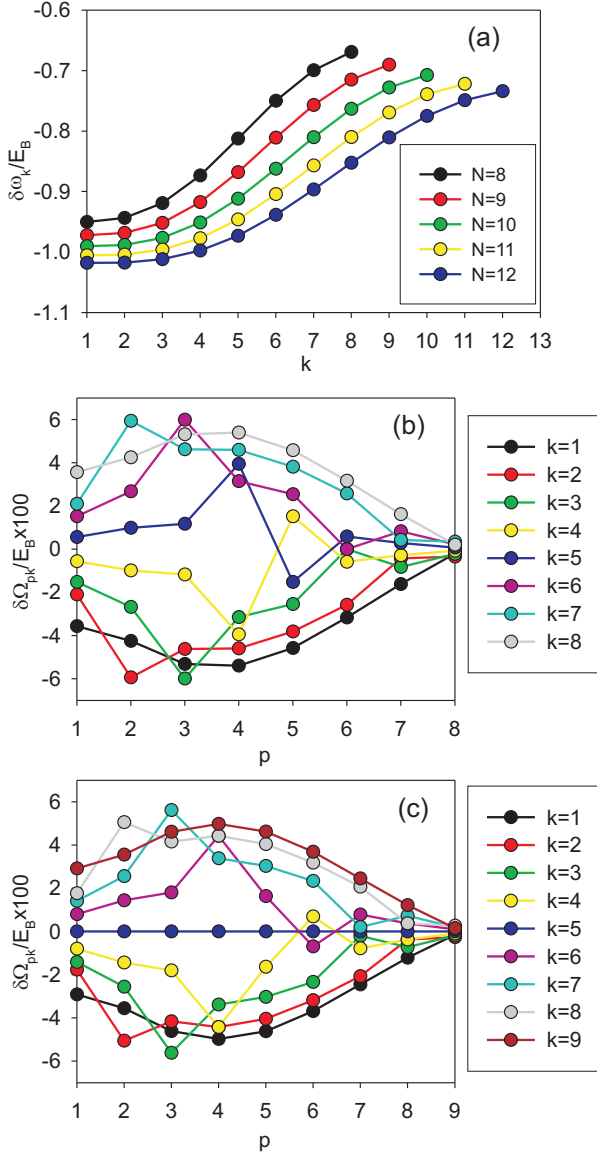 (a)
-0.6
-0.7
-0.8
-0.9
-1.0
-1.1
δω_k/E_B
N=8
N=9
N=10
N=11
N=12
1 2 3 4 5 6 7 8 9 10 11 12 13
k
(b)
6
4
2
0
-2
-4
-6
δΩ_pk/E_B x100
1 2 3 4 5 6 7 8
p
k=1
k=2
k=3
k=4
k=5
k=6
k=7
k=8
(c)
6
4
2
0
-2
-4
-6
δΩ_pk/E_B x100
1 2 3 4 5 6 7 8 9
p
k=1
k=2
k=3
k=4
k=5
k=6
k=7
k=8
k=9